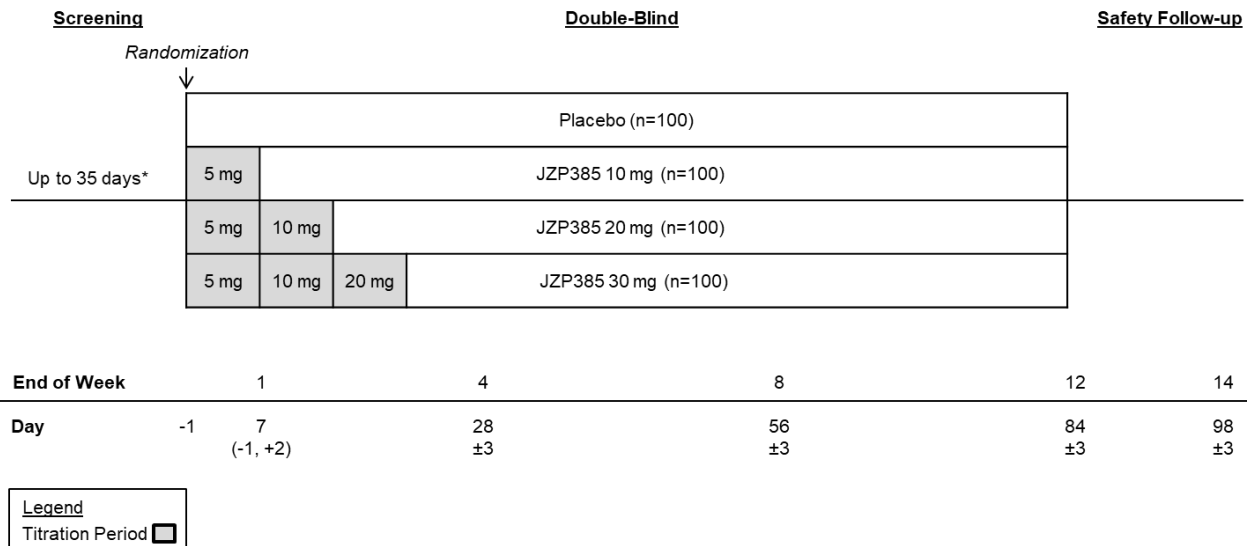 Screening Double-Blind Safety Follow-up
Randomization
Placebo (n=100)
Up to 35 days* 5 mg JZP385 10 mg (n=100)
5 mg 10 mg JZP385 20 mg (n=100)
5 mg 10 mg 20 mg JZP385 30 mg (n=100)
End of Week 1 4 8 12 14
Day -1 7 28 56 84 98
(-1, +2) ±3 ±3 ±3 ±3
Legend
Titration Period